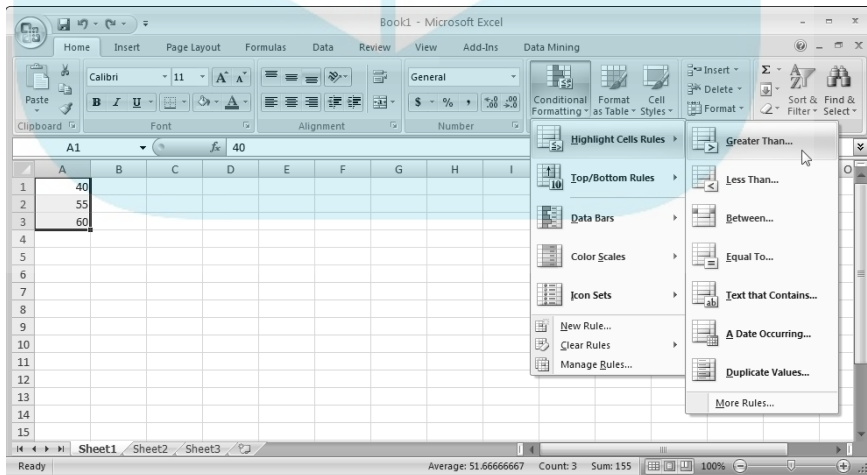 Book1 - Microsoft Excel
Home Insert Page Layout Formulas Data Review View Add-Ins Data Mining
Paste
Clipboard
Calibri 11 A A
B I U A
Font
Alignment
General
$ % , .0 .00 .00 .0
Number
Conditional Formatting
Format as Table
Cell Styles
Insert
Delete
Format
Σ
Sort & Filter
Find & Select
A1 fx 40
A B C D E F G H I O
1 40
2 55
3 60
4
5
6
7
8
9
10
11
12
13
14
15
Highlight Cells Rules
Top/Bottom Rules
Data Bars
Color Scales
Icon Sets
New Rule...
Clear Rules
Manage Rules...
Greater Than...
Less Than...
Between...
Equal To...
Text that Contains...
A Date Occurring...
Duplicate Values...
More Rules...
Sheet1 Sheet2 Sheet3
Ready Average: 51.66666667 Count: 3 Sum: 155 100%